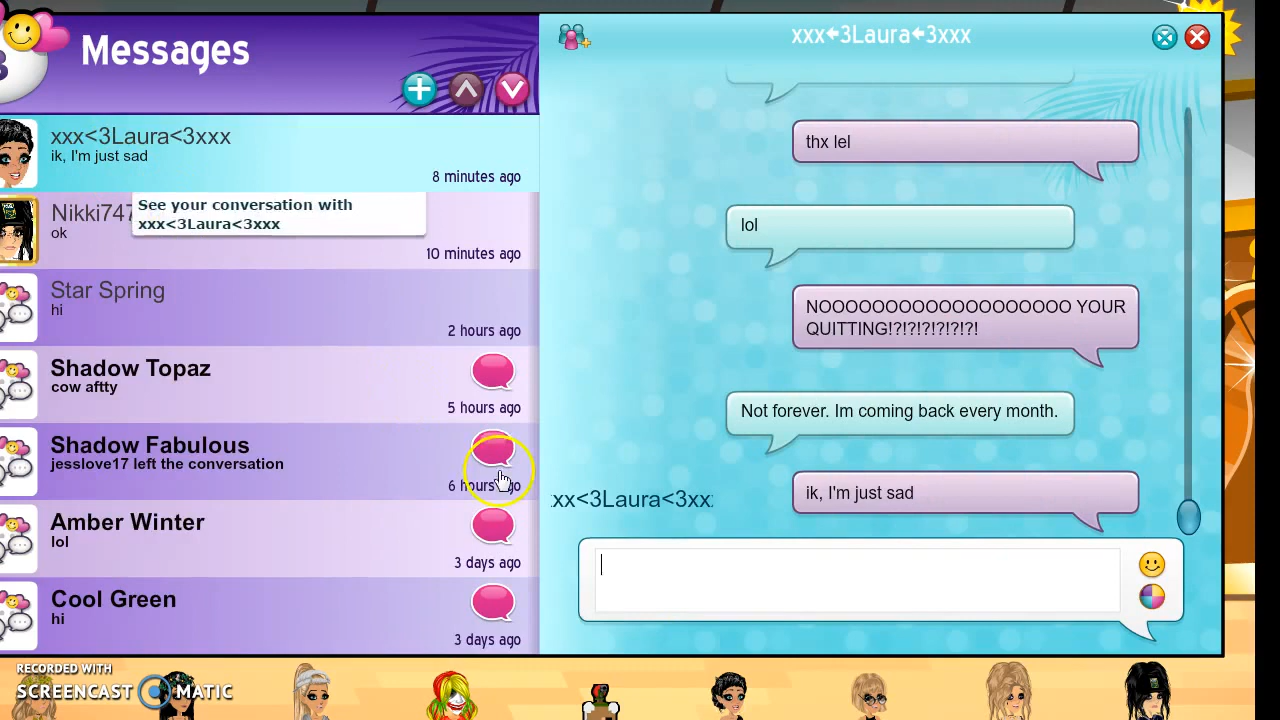 Messages
xxx<3Laura<3xxx
ik, I'm just sad
8 minutes ago
See your conversation with
xxx<3Laura<3xxx
Nikki747
ok
10 minutes ago
Star Spring
hi
2 hours ago
Shadow Topaz
cow aftty
5 hours ago
Shadow Fabulous
jesslove17 left the conversation
6 hours ago
Amber Winter
lol
3 days ago
Cool Green
hi
3 days ago
xxx←3Laura←3xxx
thx lel
lol
NOOOOOOOOOOOOOOOOOOO YOUR
QUITTING!?!?!?!?!?!?!
Not forever. Im coming back every month.
ik, I'm just sad
xx<3Laura<3xx
RECORDED WITH
SCREENCAST MATIC